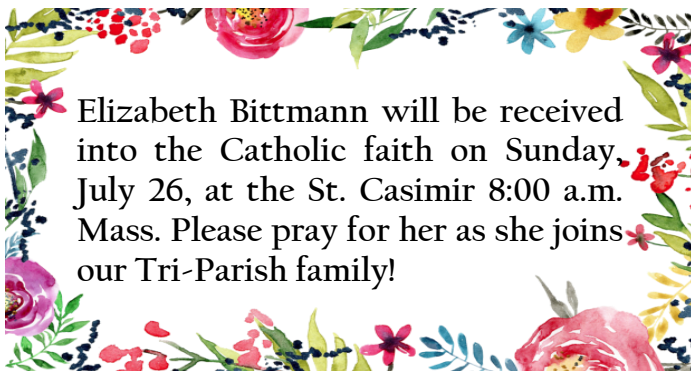 Elizabeth Bittmann will be received
into the Catholic faith on Sunday,
July 26, at the St. Casimir 8:00 a.m.
Mass. Please pray for her as she joins
our Tri-Parish family!